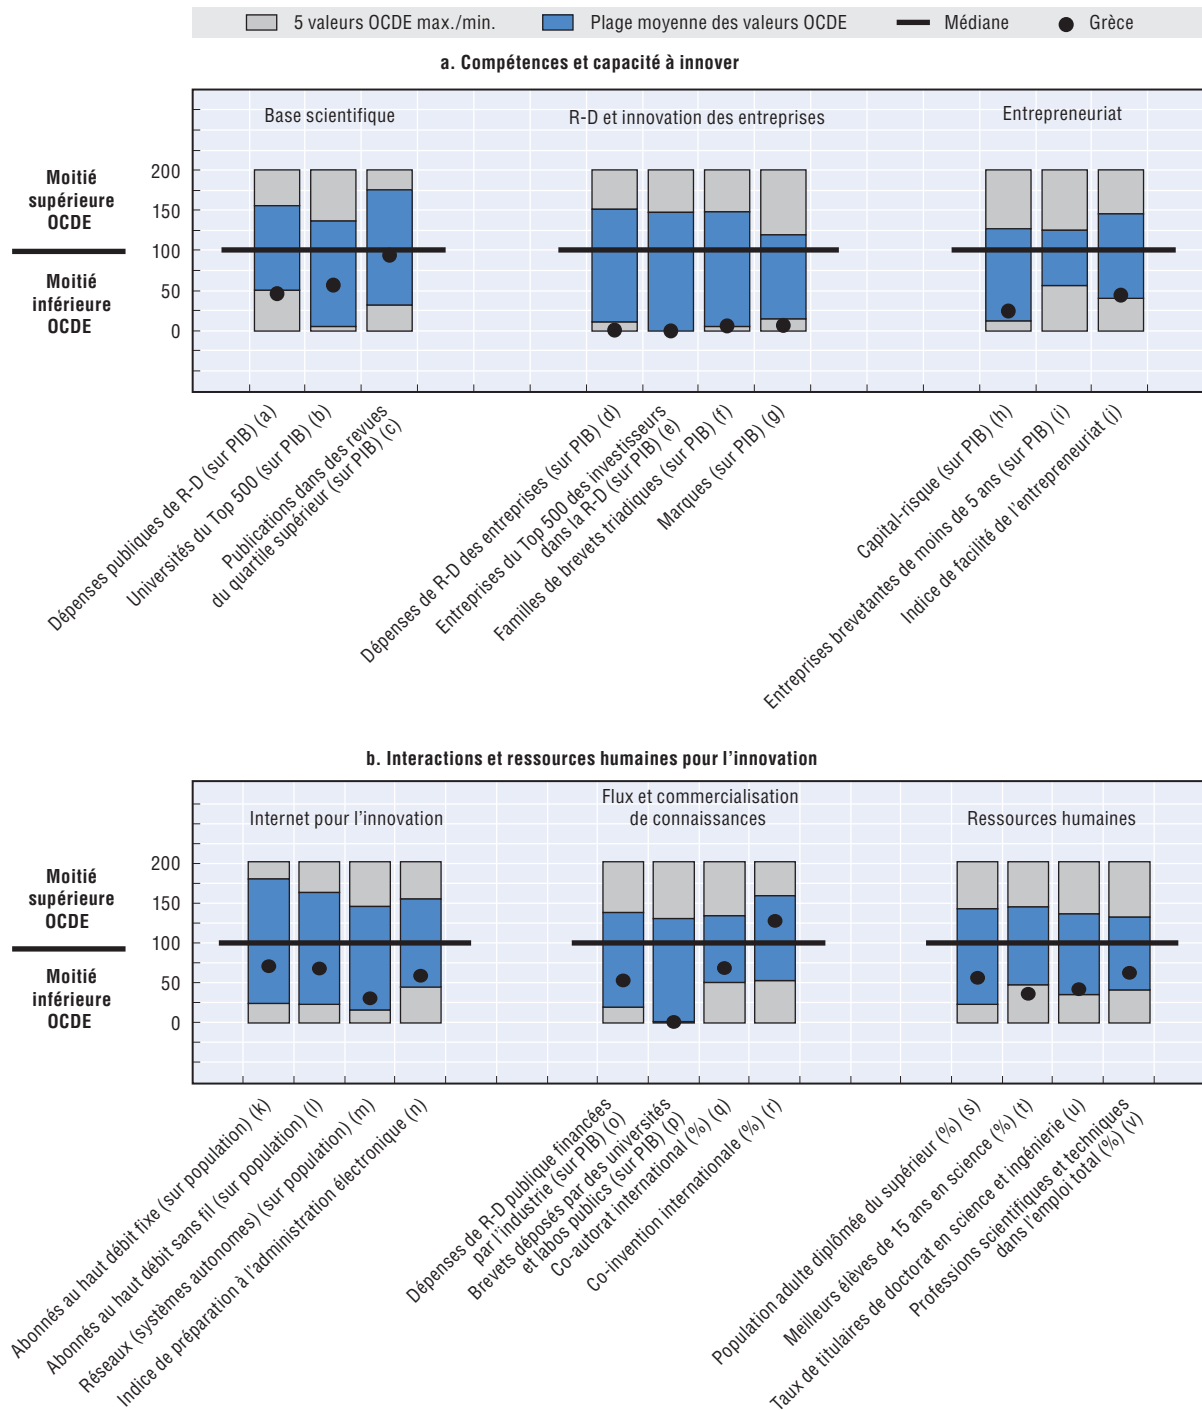 5 valeurs OCDE max./min. Plage moyenne des valeurs OCDE Médiane Grèce
a. Compétences et capacité à innover
Base scientifique R-D et innovation des entreprises Entrepreneuriat
Moitié
supérieure
OCDE
Moitié
inférieure
OCDE
200
150
100
50
0
Dépenses publiques de R-D (sur PIB) (a)
Universités du Top 500 (sur PIB) (b)
Publications dans des revues
du quartile supérieur (sur PIB) (c)
Dépenses de R-D des entreprises (sur PIB) (d)
Entreprises du Top 500 des investisseurs
dans la R-D (sur PIB) (e)
Familles de brevets triadiques (sur PIB) (f)
Marques (sur PIB) (g)
Capital-risque (sur PIB) (h)
Entreprises brevetantes de moins de 5 ans (sur PIB) (i)
Indice de facilité de l'entrepreneuriat (j)
b. Interactions et ressources humaines pour l'innovation
Internet pour l'innovation
Flux et commercialisation
de connaissances
Ressources humaines
Moitié
supérieure
OCDE
Moitié
inférieure
OCDE
200
150
100
50
0
Abonnés au haut débit fixe (sur population) (k)
Abonnés au haut débit sans fil (sur population) (l)
Réseaux (systèmes autonomes) (sur population) (m)
Indice de préparation à l'administration électronique (n)
Dépenses de R-D publique financées
par l'industrie (sur PIB) (o)
Brevets déposés par des universités
et labos publics (sur PIB) (p)
Co-autorat international (%) (q)
Co-invention internationale (%) (r)
Population adulte diplômée du supérieur (%) (s)
Meilleurs élèves de 15 ans en science (%) (t)
Taux de titulaires de doctorat en science et ingénierie (u)
Professions scientifiques et techniques
dans l'emploi total (%) (v)